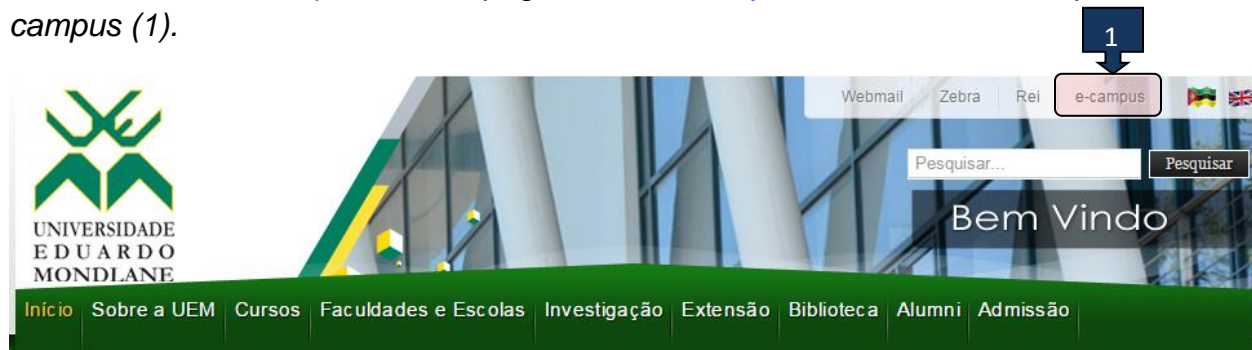 campus (1).
1
Webmail Zebra Rei e-campus
Pesquisar... Pesquisar
Bem Vindo
UNIVERSIDADE
EDUARDO
MONDLANE
Início Sobre a UEM Cursos Faculdades e Escolas Investigação Extensão Biblioteca Alumni Admissão